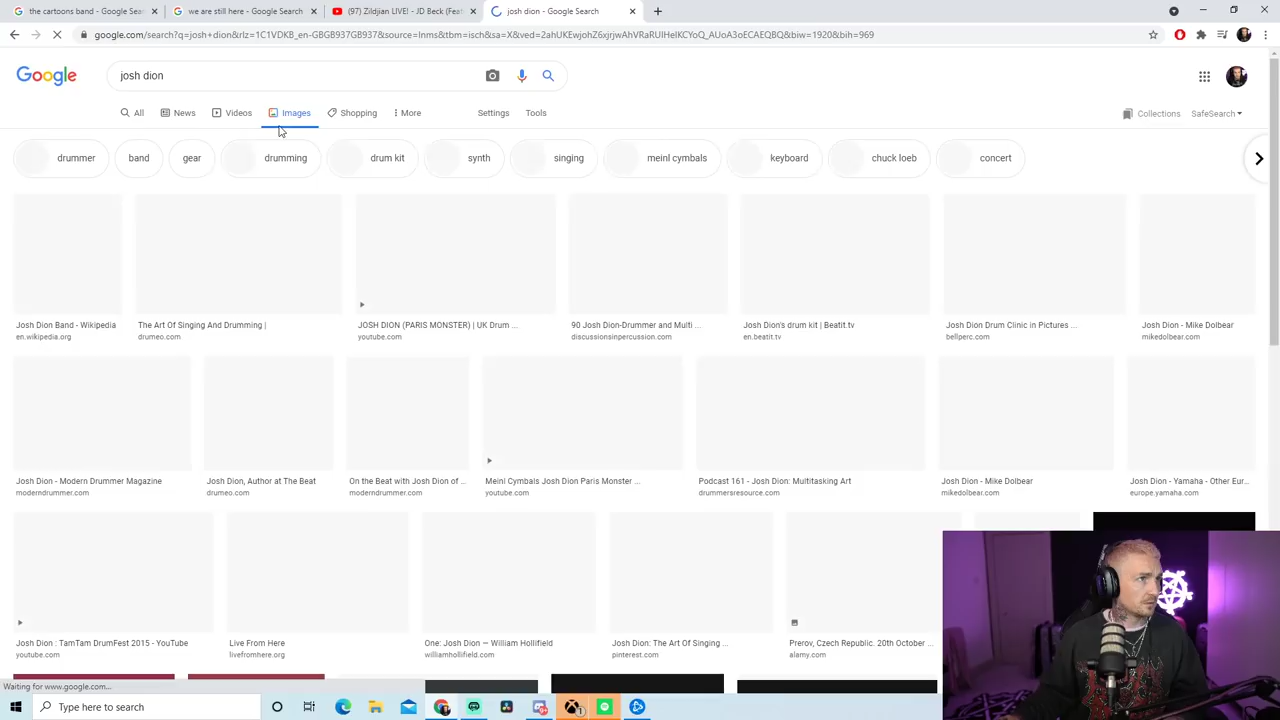 the cartoons band - Google Search
we are still here - Google Search
(97) Zildjian LIVE! - JD Beck (Feat
josh dion - Google Search
google.com/search?q=josh+dion&rlz=1C1VDKB_en-GBGB937GB937&source=lnms&tbm=isch&sa=X&ved=2ahUKEwjohZ6xjrjwAhVRaRUIHeIKCYoQ_AUoA3oECAEQBQ&biw=1920&bih=969
Google
josh dion
All
News
Videos
Images
Shopping
More
Settings
Tools
Collections
SafeSearch
drummer
band
gear
drumming
drum kit
synth
singing
meinl cymbals
keyboard
chuck loeb
concert
Josh Dion Band - Wikipedia
en.wikipedia.org
The Art Of Singing And Drumming |
drumeo.com
JOSH DION (PARIS MONSTER) | UK Drum ...
youtube.com
90 Josh Dion-Drummer and Multi ...
discussionsinpercussion.com
Josh Dion's drum kit | Beatit.tv
en.beatit.tv
Josh Dion Drum Clinic in Pictures ...
bellperc.com
Josh Dion - Mike Dolbear
mikedolbear.com
Josh Dion - Modern Drummer Magazine
moderndrummer.com
Josh Dion, Author at The Beat
drumeo.com
On the Beat with Josh Dion of ...
moderndrummer.com
Meinl Cymbals Josh Dion Paris Monster ...
youtube.com
Podcast 161 - Josh Dion: Multitasking Art
drummersresource.com
Josh Dion - Mike Dolbear
mikedolbear.com
Josh Dion - Yamaha - Other Eur...
europe.yamaha.com
Josh Dion : TamTam DrumFest 2015 - YouTube
youtube.com
Live From Here
livefromhere.org
One: Josh Dion — William Hollifield
williamhollifield.com
Josh Dion: The Art Of Singing ...
pinterest.com
Prerov, Czech Republic. 20th October ...
alamy.com
Waiting for www.google.com...
Type here to search
1